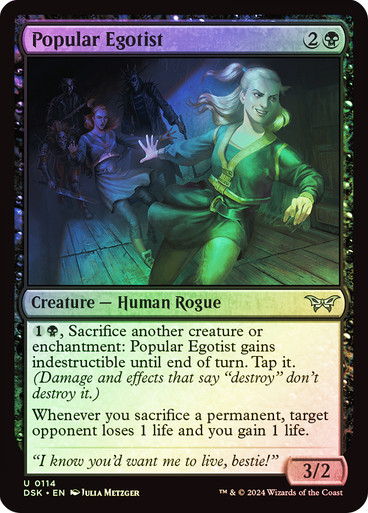 Popular Egotist 2
Creature — Human Rogue
1, Sacrifice another creature or
enchantment: Popular Egotist gains
indestructible until end of turn. Tap it.
(Damage and effects that say “destroy” don’t
destroy it.)
Whenever you sacrifice a permanent, target
opponent loses 1 life and you gain 1 life.
“I know you’d want me to live, bestie!”
3/2
U 0114
DSK • EN Julia Metzger
™ & © 2024 Wizards of the Coast